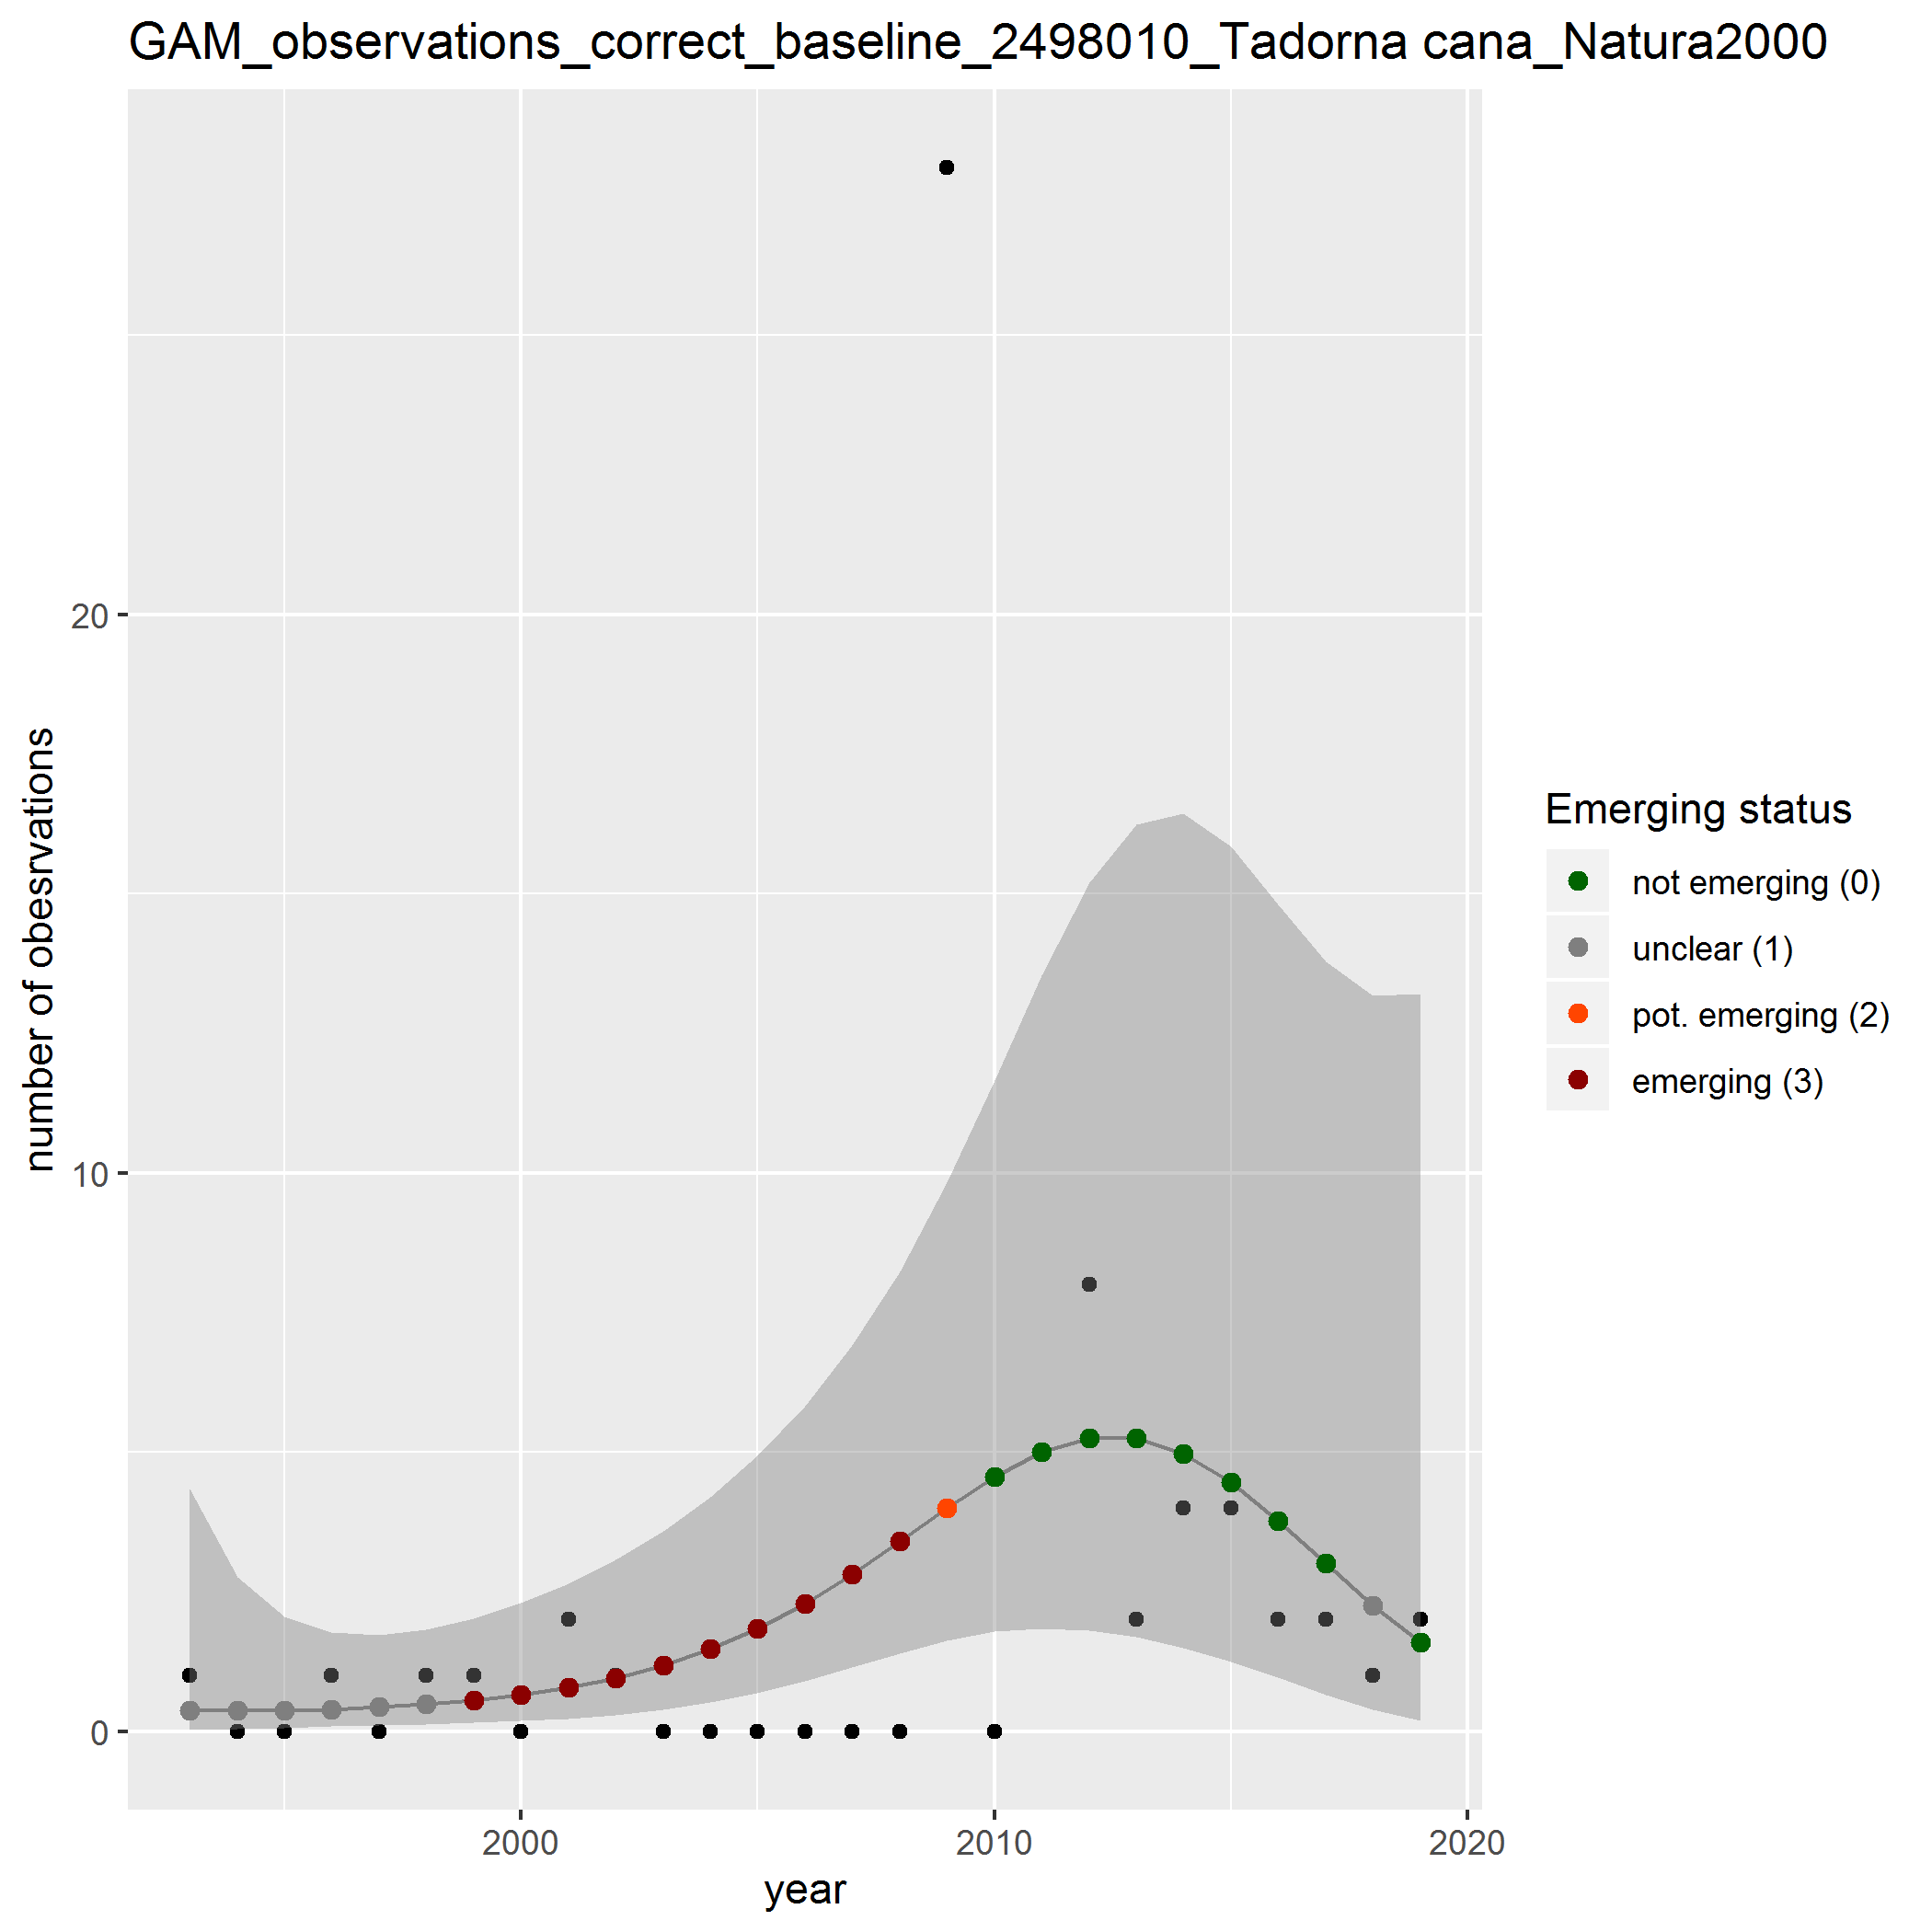 GAM_observations_correct_baseline_2498010_Tadorna cana_Natura2000
20
10
0
number of obesrvations
2000
2010
2020
year
Emerging status
not emerging (0)
unclear (1)
pot. emerging (2)
emerging (3)